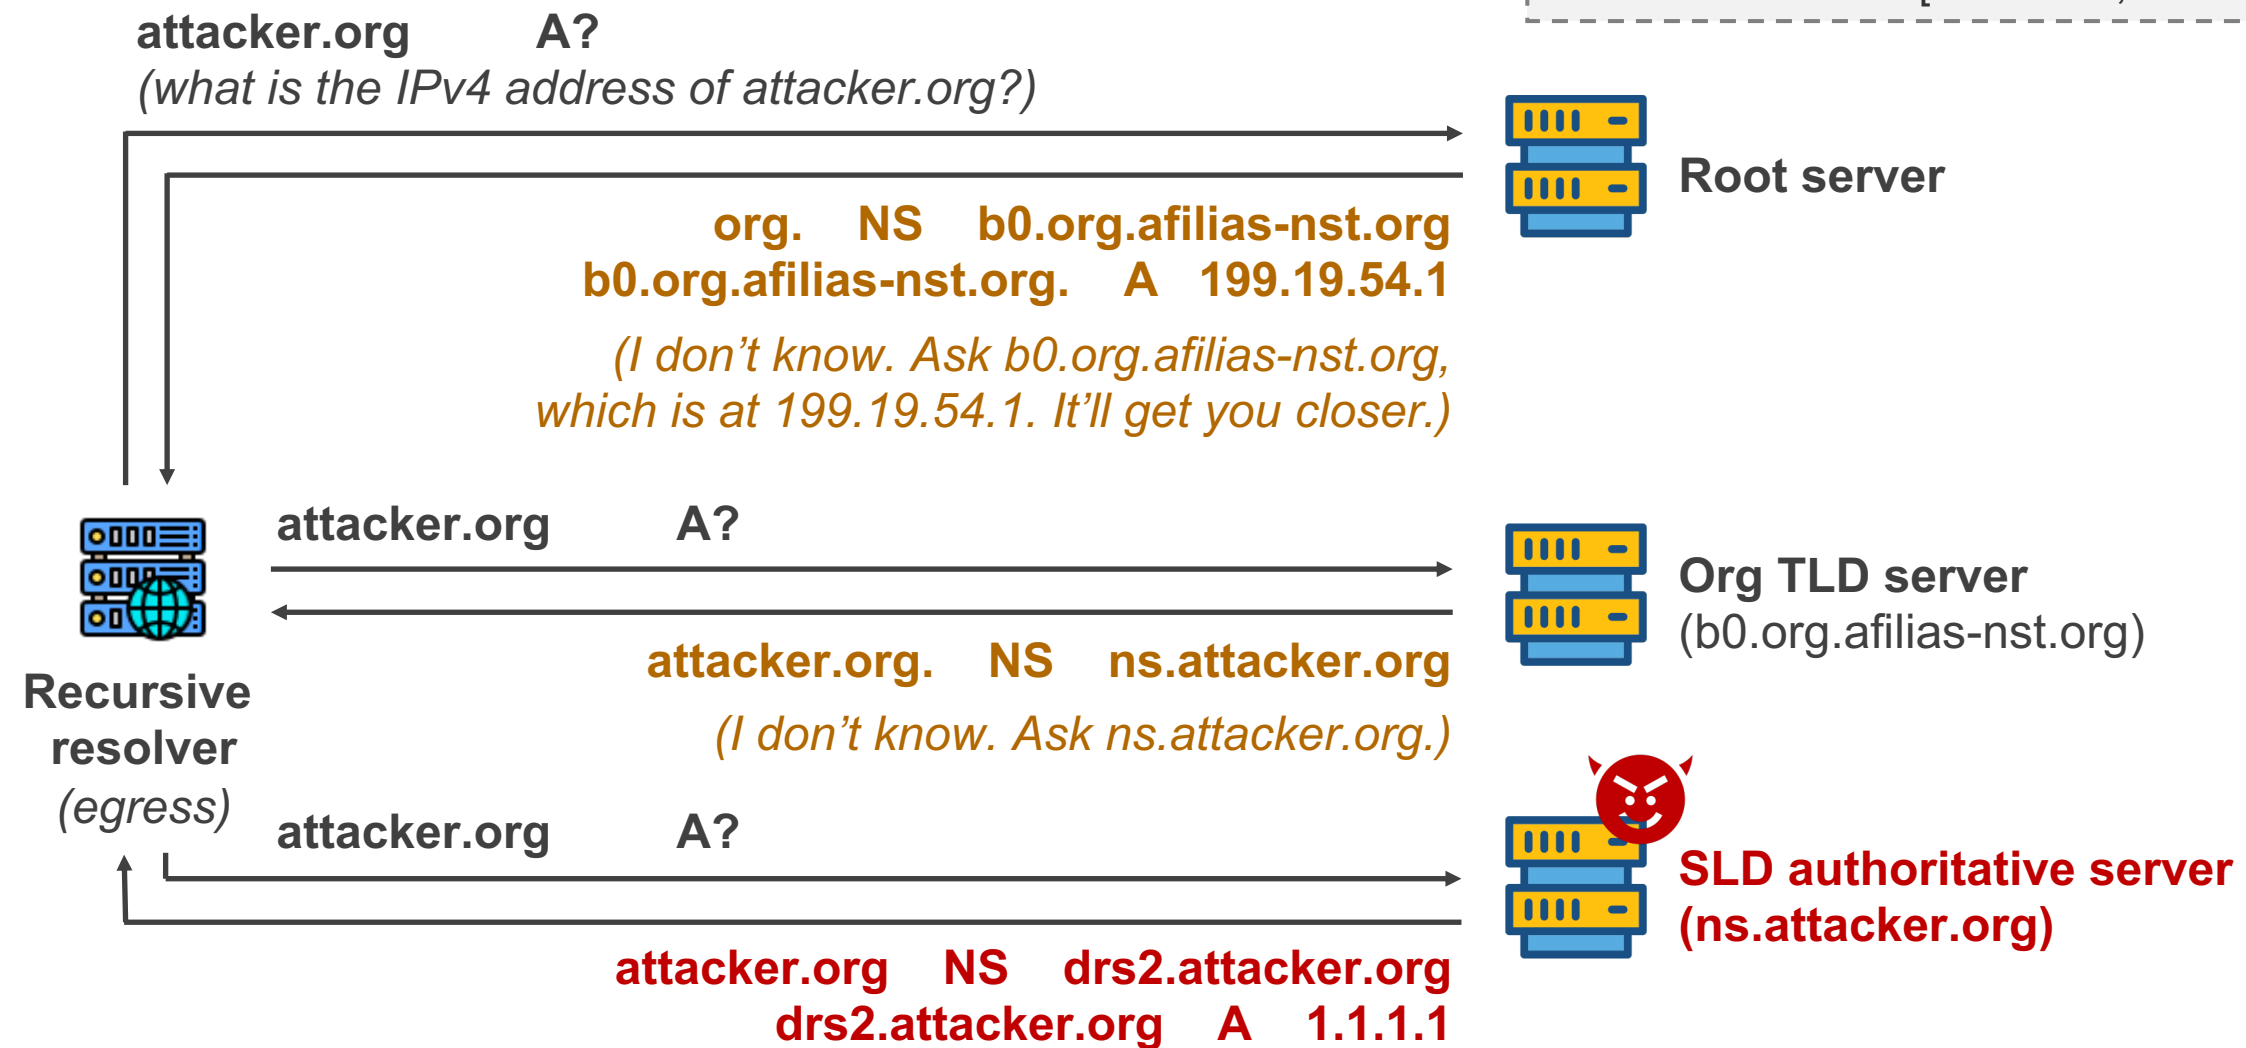 attacker.org A?
(what is the IPv4 address of attacker.org?)
Root server
org. NS b0.org.afilias-nst.org
b0.org.afilias-nst.org. A 199.19.54.1
(I don’t know. Ask b0.org.afilias-nst.org,
which is at 199.19.54.1. It’ll get you closer.)
attacker.org A?
Org TLD server
(b0.org.afilias-nst.org)
attacker.org. NS ns.attacker.org
(I don’t know. Ask ns.attacker.org.)
Recursive
resolver
(egress)
attacker.org A?
SLD authoritative server
(ns.attacker.org)
attacker.org NS drs2.attacker.org
drs2.attacker.org A 1.1.1.1